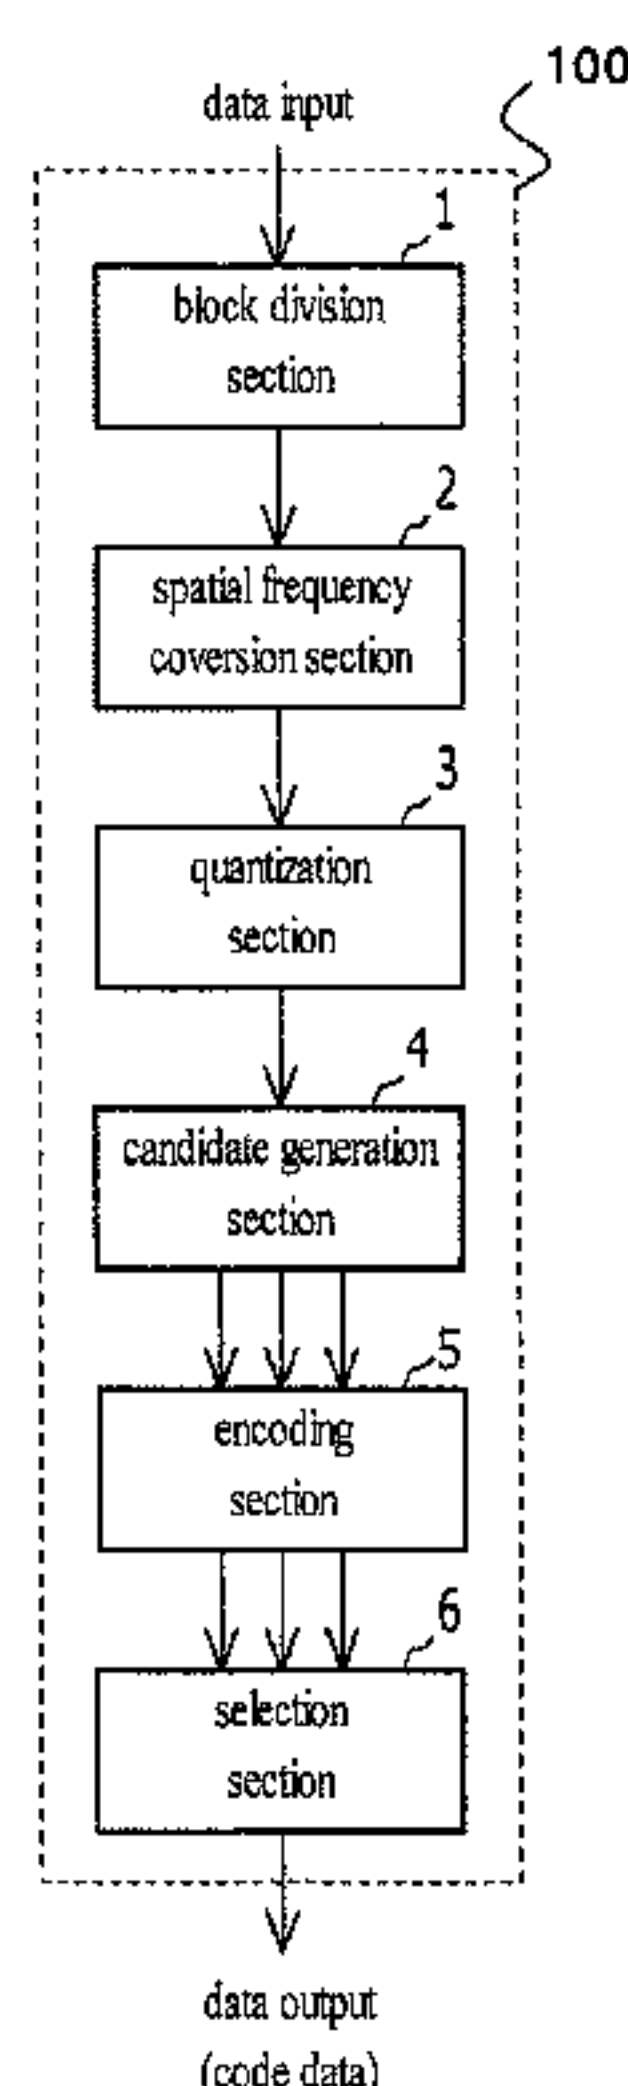 100
data input
1
block division
section
2
spatial frequency
coversion section
3
quantization
section
4
candidate generation
section
5
encoding
section
6
selection
section
data output
(code data)